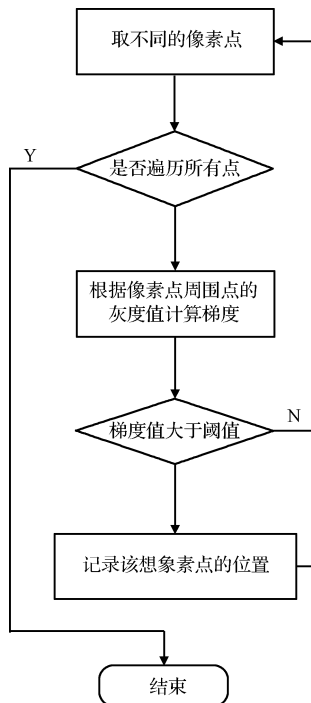 取不同的像素点
Y
是否遍历所有点
根据像素点周围点的
灰度值计算梯度
N
梯度值大于阈值
记录该想象素点的位置
结束